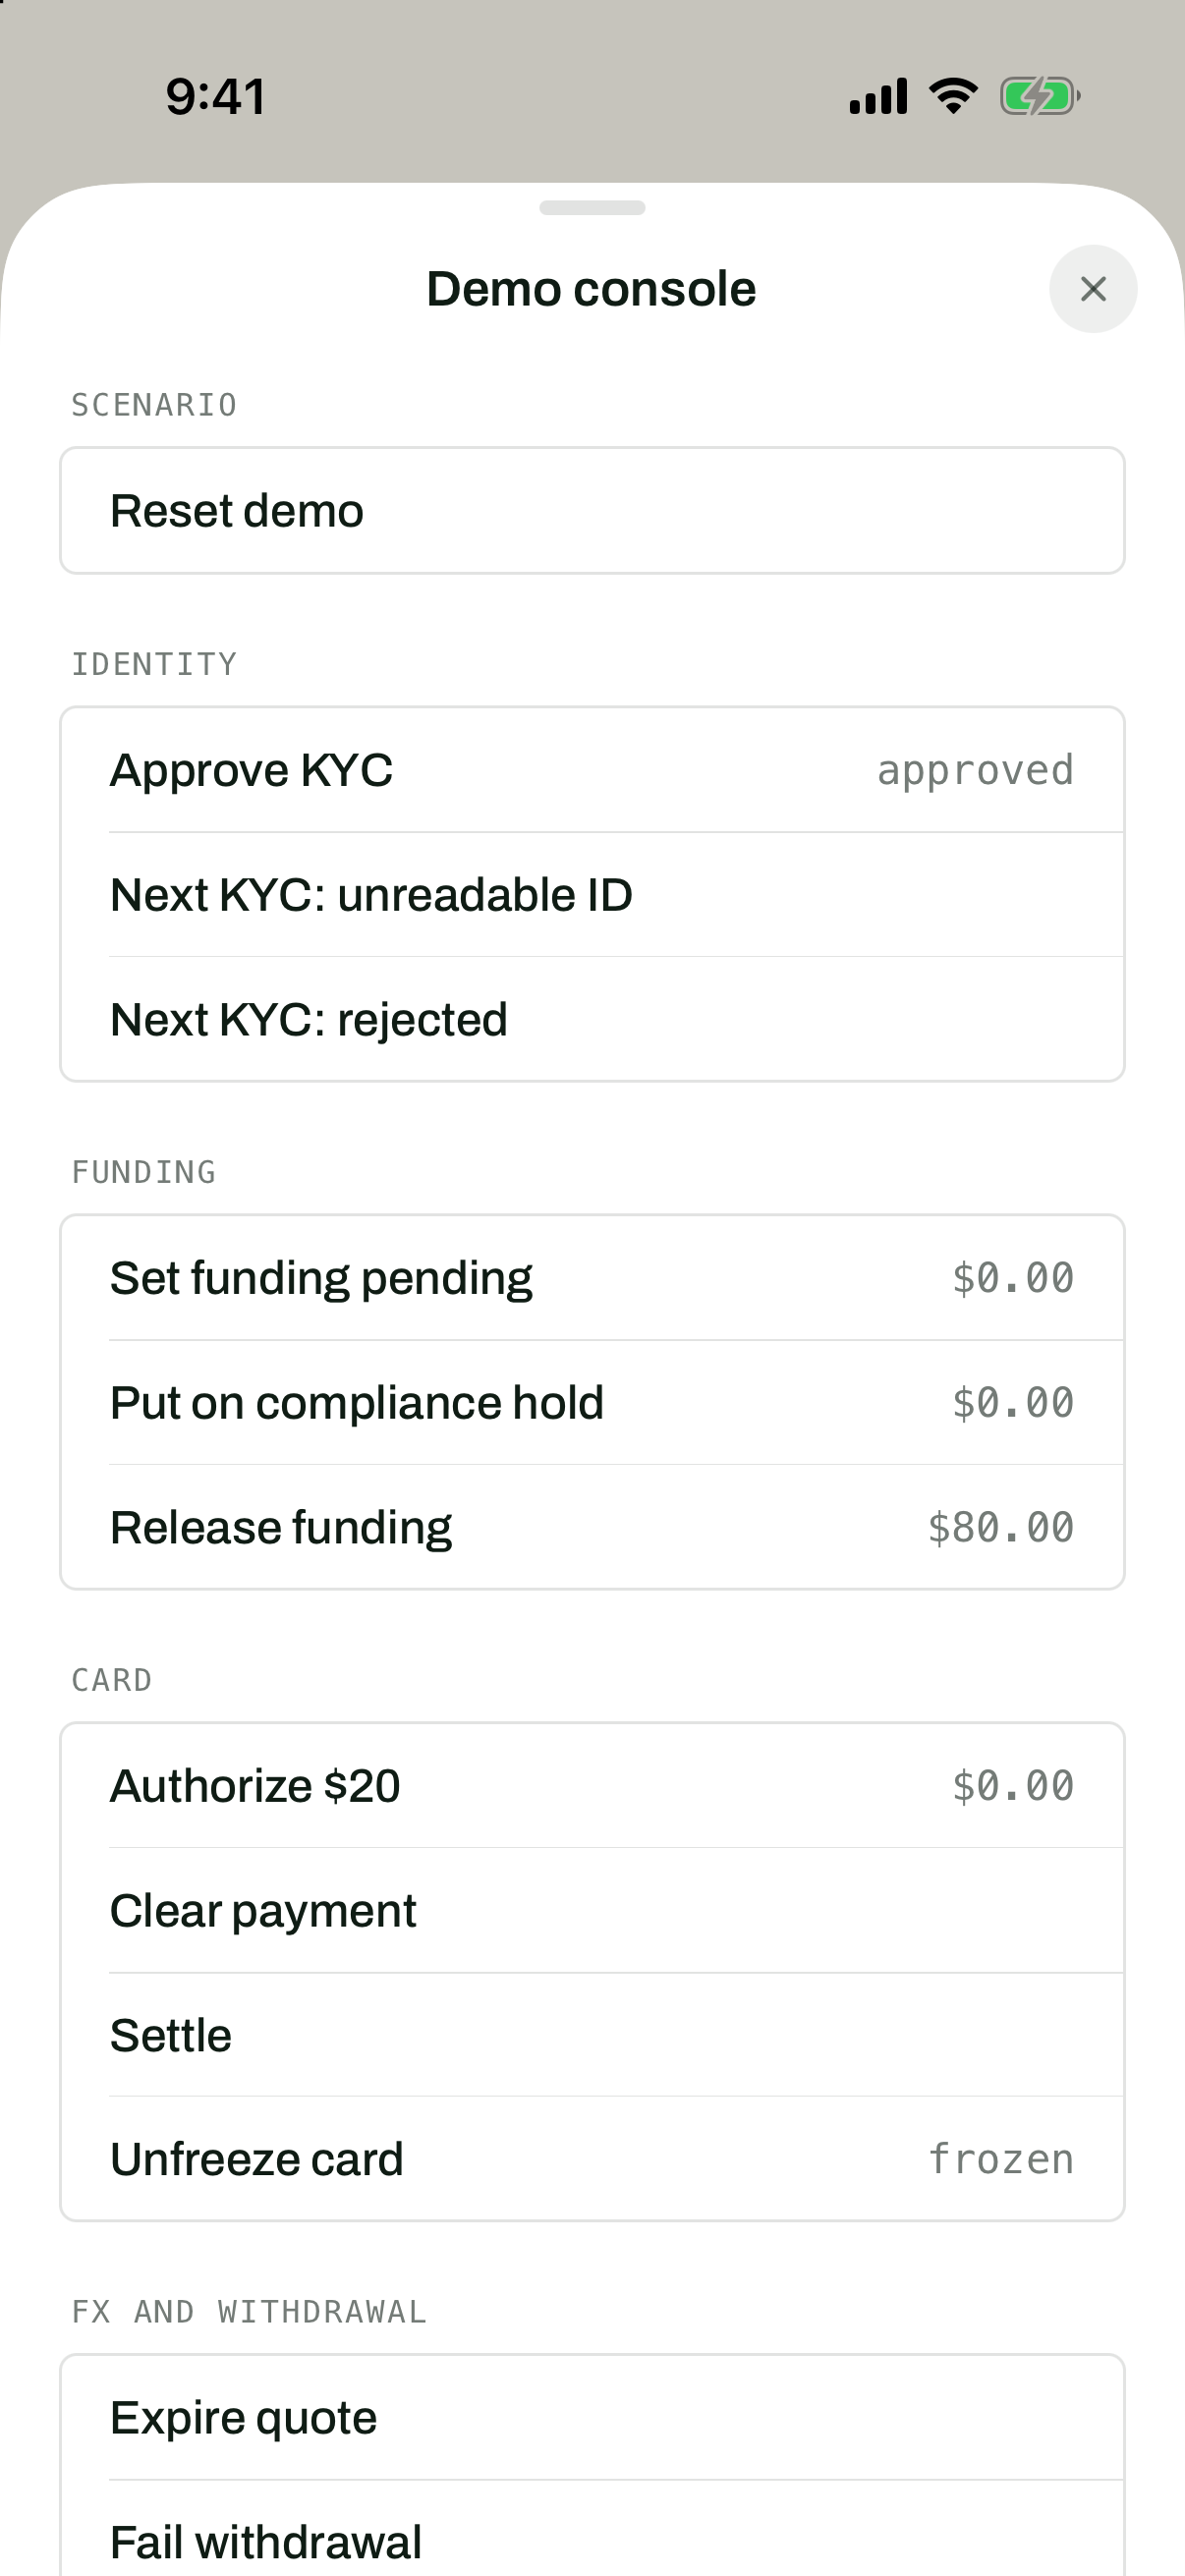 9:41
Demo console
SCENARIO
Reset demo
IDENTITY
Approve KYC approved
Next KYC: unreadable ID
Next KYC: rejected
FUNDING
Set funding pending $0.00
Put on compliance hold $0.00
Release funding $80.00
CARD
Authorize $20 $0.00
Clear payment
Settle
Unfreeze card frozen
FX AND WITHDRAWAL
Expire quote
Fail withdrawal